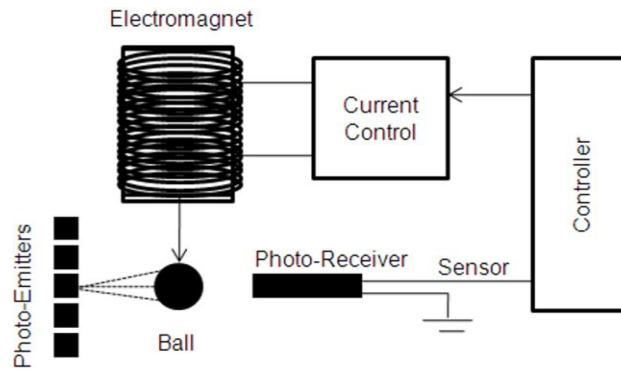 Electromagnet
Current
Control
Controller
Photo-Emitters
Photo-Receiver
Sensor
Ball